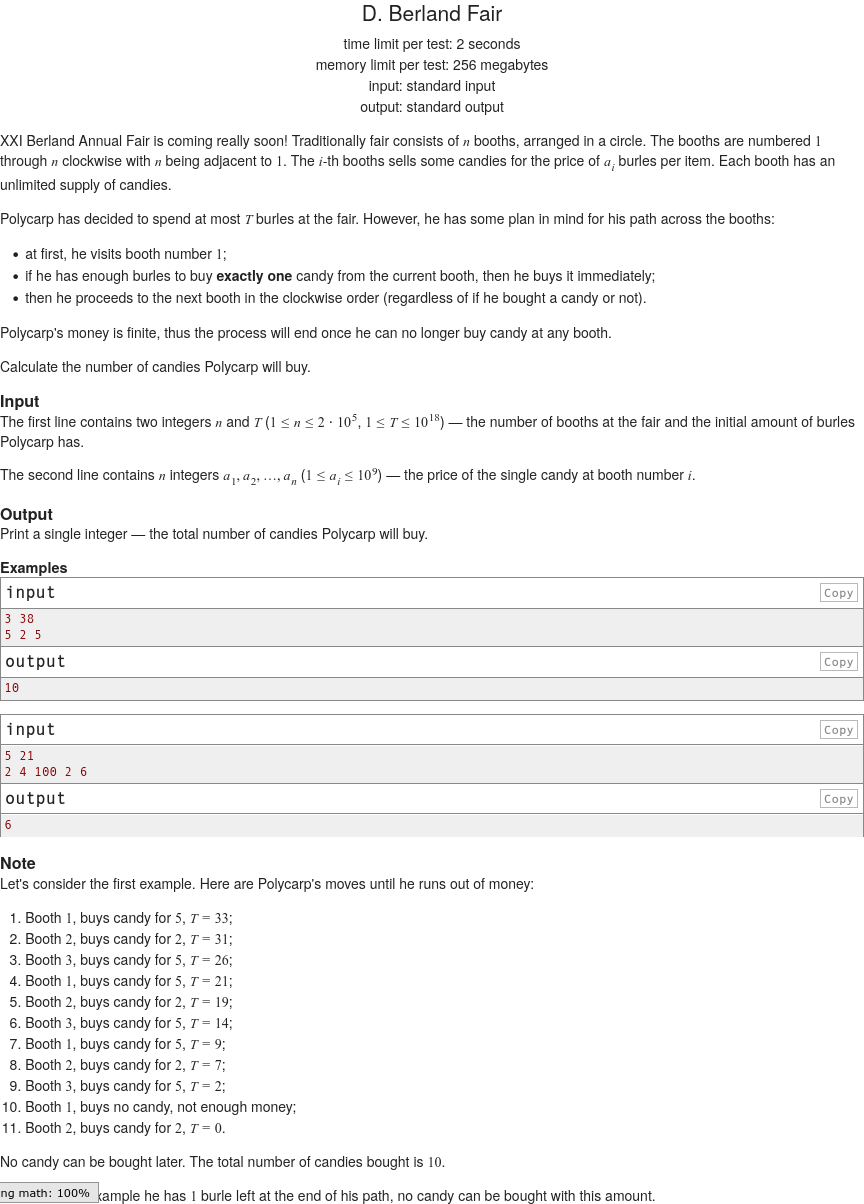 D. Berland Fair
time limit per test: 2 seconds
memory limit per test: 256 megabytes
input: standard input
output: standard output
XXI Berland Annual Fair is coming really soon! Traditionally fair consists of n booths, arranged in a circle. The booths are numbered 1
through n clockwise with n being adjacent to 1. The i-th booths sells some candies for the price of a_i burles per item. Each booth has an
unlimited supply of candies.
Polycarp has decided to spend at most T burles at the fair. However, he has some plan in mind for his path across the booths:
• at first, he visits booth number 1;
• if he has enough burles to buy exactly one candy from the current booth, then he buys it immediately;
• then he proceeds to the next booth in the clockwise order (regardless of if he bought a candy or not).
Polycarp's money is finite, thus the process will end once he can no longer buy candy at any booth.
Calculate the number of candies Polycarp will buy.
Input
The first line contains two integers n and T (1 ≤ n ≤ 2 · 10^5, 1 ≤ T ≤ 10^18) — the number of booths at the fair and the initial amount of burles
Polycarp has.
The second line contains n integers a_1, a_2, ..., a_n (1 ≤ a_i ≤ 10^9) — the price of the single candy at booth number i.
Output
Print a single integer — the total number of candies Polycarp will buy.
Examples
input Copy
3 38
5 2 5
output Copy
10
input Copy
5 21
2 4 100 2 6
output Copy
6
Note
Let's consider the first example. Here are Polycarp's moves until he runs out of money:
1. Booth 1, buys candy for 5, T = 33;
2. Booth 2, buys candy for 2, T = 31;
3. Booth 3, buys candy for 5, T = 26;
4. Booth 1, buys candy for 5, T = 21;
5. Booth 2, buys candy for 2, T = 19;
6. Booth 3, buys candy for 5, T = 14;
7. Booth 1, buys candy for 5, T = 9;
8. Booth 2, buys candy for 2, T = 7;
9. Booth 3, buys candy for 5, T = 2;
10. Booth 1, buys no candy, not enough money;
11. Booth 2, buys candy for 2, T = 0.
No candy can be bought later. The total number of candies bought is 10.
ng math: 100% xample he has 1 burle left at the end of his path, no candy can be bought with this amount.